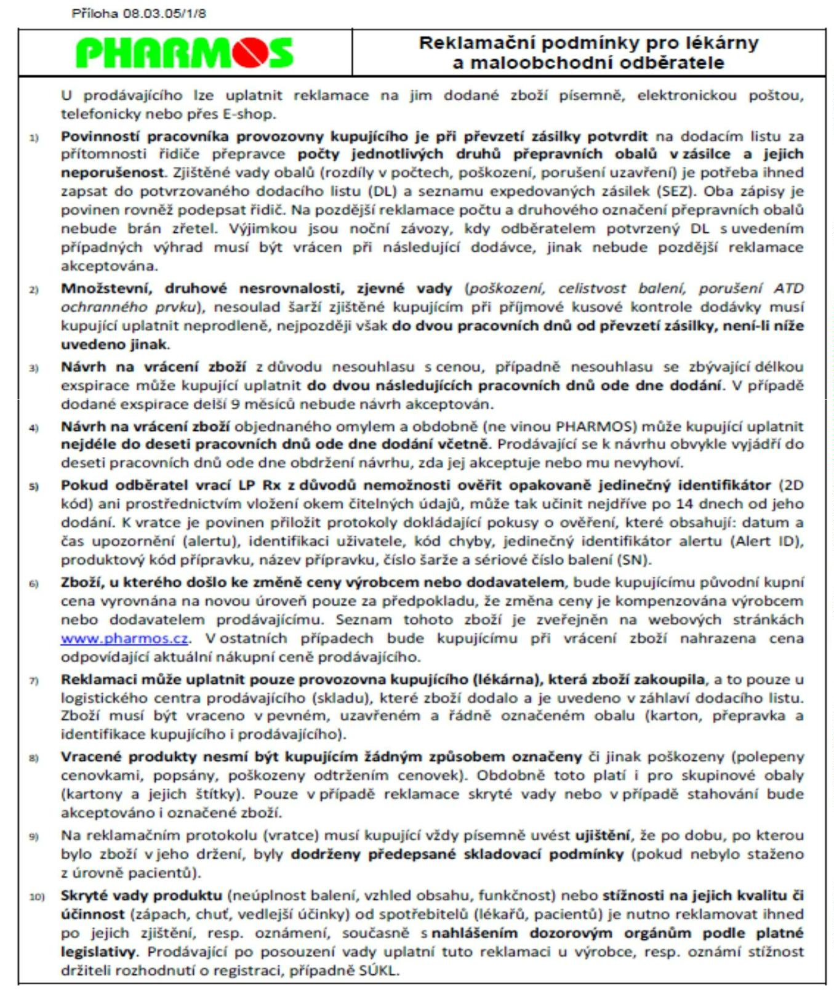 Příloha 08.03.05/1/8
PHARMOS
Reklamační podmínky pro lékárny
a maloobchodní odběratele
U prodávajícího lze uplatnit reklamace na jim dodané zboží písemně, elektronickou poštou,
telefonicky nebo přes E-shop.
1) Povinností pracovníka provozovny kupujícího je při převzetí zásilky potvrdit na dodacím listu za
přítomnosti řidiče přepravce počty jednotlivých druhů přepravních obalů v zásilce a jejich
neporušenost. Zjištěné vady obalů (rozdíly v počtech, poškození, porušení uzavření) je potřeba ihned
zapsat do potvrzovaného dodacího listu (DL) a seznamu expedovaných zásilek (SEZ). Oba zápisy je
povinen rovněž podepsat řidič. Na pozdější reklamace počtu a druhového označení přepravních obalů
nebude brán zřetel. Výjimkou jsou noční závozy, kdy odběratelem potvrzený DL s uvedením
případných výhrad musí být vrácen při následující dodávce, jinak nebude pozdější reklamace
akceptována.
2) Množstevní, druhové nesrovnalosti, zjevné vady (poškození, celistvost balení, porušení ATD
ochranného prvku), nesoulad šarží zjištěné kupujícím při příjmové kusové kontrole dodávky musí
kupující uplatnit neprodleně, nejpozději však do dvou pracovních dnů od převzetí zásilky, není-li níže
uvedeno jinak.
3) Návrh na vrácení zboží z důvodu nesouhlasu s cenou, případně nesouhlasu se zbývající délkou
exspirace může kupující uplatnit do dvou následujících pracovních dnů ode dne dodání. V případě
dodané exspirace delší 9 měsíců nebude návrh akceptován.
4) Návrh na vrácení zboží objednaného omylem a obdobně (ne vinou PHARMOS) může kupující uplatnit
nejdéle do deseti pracovních dnů ode dne dodání včetně. Prodávající se k návrhu obvykle vyjádří do
deseti pracovních dnů ode dne obdržení návrhu, zda jej akceptuje nebo mu nevyhoví.
5) Pokud odběratel vrací LP Rx z důvodů nemožnosti ověřit opakovaně jedinečný identifikátor (2D
kód) ani prostřednictvím vložení okem čitelných údajů, může tak učinit nejdříve po 14 dnech od jeho
dodání. K vratce je povinen přiložit protokoly dokládající pokusy o ověření, které obsahují: datum a
čas upozornění (alertu), identifikaci uživatele, kód chyby, jedinečný identifikátor alertu (Alert ID),
produktový kód přípravku, název přípravku, číslo šarže a sériové číslo balení (SN).
6) Zboží, u kterého došlo ke změně ceny výrobcem nebo dodavatelem, bude kupujícímu původní kupní
cena vyrovnána na novou úroveň pouze za předpokladu, že změna ceny je kompenzována výrobcem
nebo dodavatelem prodávajícímu. Seznam tohoto zboží je zveřejněn na webových stránkách
www.pharmos.cz. V ostatních případech bude kupujícímu při vrácení zboží nahrazena cena
odpovídající aktuální nákupní ceně prodávajícího.
7) Reklamaci může uplatnit pouze provozovna kupujícího (lékárna), která zboží zakoupila, a to pouze u
logistického centra prodávajícího (skladu), které zboží dodalo a je uvedeno v záhlaví dodacího listu.
Zboží musí být vraceno v pevném, uzavřeném a řádně označeném obalu (karton, přepravka a
identifikace kupujícího i prodávajícího).
8) Vracené produkty nesmí být kupujícím žádným způsobem označeny či jinak poškozeny (polepeny
cenovkami, popsány, poškozeny odtržením cenovek). Obdobně toto platí i pro skupinové obaly
(kartony a jejich štítky). Pouze v případě reklamace skryté vady nebo v případě stahování bude
akceptováno i označené zboží.
9) Na reklamačním protokolu (vratce) musí kupující vždy písemně uvést ujištění, že po dobu, po kterou
bylo zboží v jeho držení, byly dodrženy předepsané skladovací podmínky (pokud nebylo staženo
z úrovně pacientů).
10) Skryté vady produktu (neúplnost balení, vzhled obsahu, funkčnost) nebo stížnosti na jejich kvalitu či
účinnost (zápach, chuť, vedlejší účinky) od spotřebitelů (lékařů, pacientů) je nutno reklamovat ihned
po jejich zjištění, resp. oznámení, současně s nahlášením dozorovým orgánům podle platné
legislativy. Prodávající po posouzení vady uplatní tuto reklamaci u výrobce, resp. oznámí stížnost
držiteli rozhodnutí o registraci, případně SÚKL.